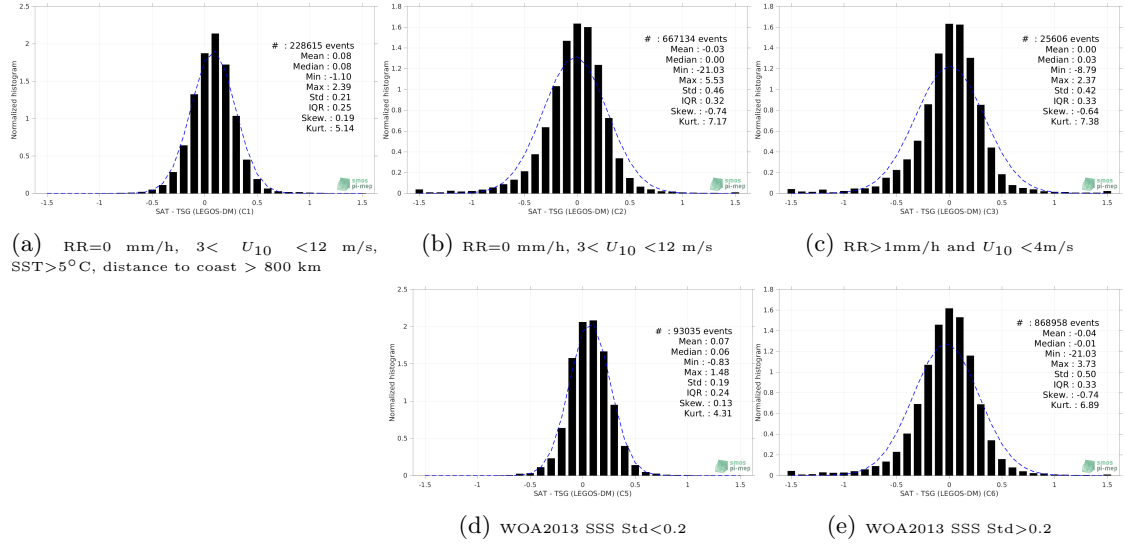 2.5
2
1.5
1
0.5
0
Normalized histogram
# : 228615 events
Mean : 0.08
Median : 0.08
Min : -1.10
Max : 2.39
Std : 0.21
IQR : 0.25
Skew. : 0.19
Kurt. : 5.14
smos
pi-mep
-1.5 -1 -0.5 0 0.5 1 1.5
SAT - TSG (LEGOS-DM) (C1)
(a) RR=0 mm/h, 3< U10 <12 m/s,
SST>5°C, distance to coast > 800 km
1.8
1.6
1.4
1.2
1
0.8
0.6
0.4
0.2
0
Normalized histogram
# : 667134 events
Mean : -0.03
Median : 0.00
Min : -21.03
Max : 5.53
Std : 0.46
IQR : 0.32
Skew. : -0.74
Kurt. : 7.17
smos
pi-mep
-1.5 -1 -0.5 0 0.5 1 1.5
SAT - TSG (LEGOS-DM) (C2)
(b) RR=0 mm/h, 3< U10 <12 m/s
1.8
1.6
1.4
1.2
1
0.8
0.6
0.4
0.2
0
Normalized histogram
# : 25606 events
Mean : 0.00
Median : 0.03
Min : -8.79
Max : 2.37
Std : 0.42
IQR : 0.33
Skew. : -0.64
Kurt. : 7.38
smos
pi-mep
-1.5 -1 -0.5 0 0.5 1 1.5
SAT - TSG (LEGOS-DM) (C3)
(c) RR>1mm/h and U10 <4m/s
2.5
2
1.5
1
0.5
0
Normalized histogram
# : 93035 events
Mean : 0.07
Median : 0.06
Min : -0.83
Max : 1.48
Std : 0.19
IQR : 0.24
Skew. : 0.13
Kurt. : 4.31
smos
pi-mep
-1.5 -1 -0.5 0 0.5 1 1.5
SAT - TSG (LEGOS-DM) (C5)
(d) WOA2013 SSS Std<0.2
1.8
1.6
1.4
1.2
1
0.8
0.6
0.4
0.2
0
Normalized histogram
# : 868958 events
Mean : -0.04
Median : -0.01
Min : -21.03
Max : 3.73
Std : 0.50
IQR : 0.33
Skew. : -0.74
Kurt. : 6.89
smos
pi-mep
-1.5 -1 -0.5 0 0.5 1 1.5
SAT - TSG (LEGOS-DM) (C6)
(e) WOA2013 SSS Std>0.2